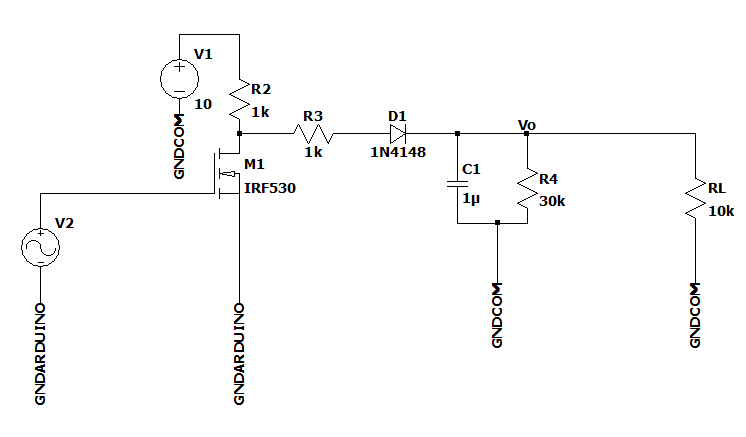 V1
10
GNDCOM
R2
1k
R3
1k
D1
1N4148
Vo
M1
IRF530
C1
1µ
R4
30k
RL
10k
V2
GNDARDUINO
GNDARDUINO
GNDCOM
GNDCOM